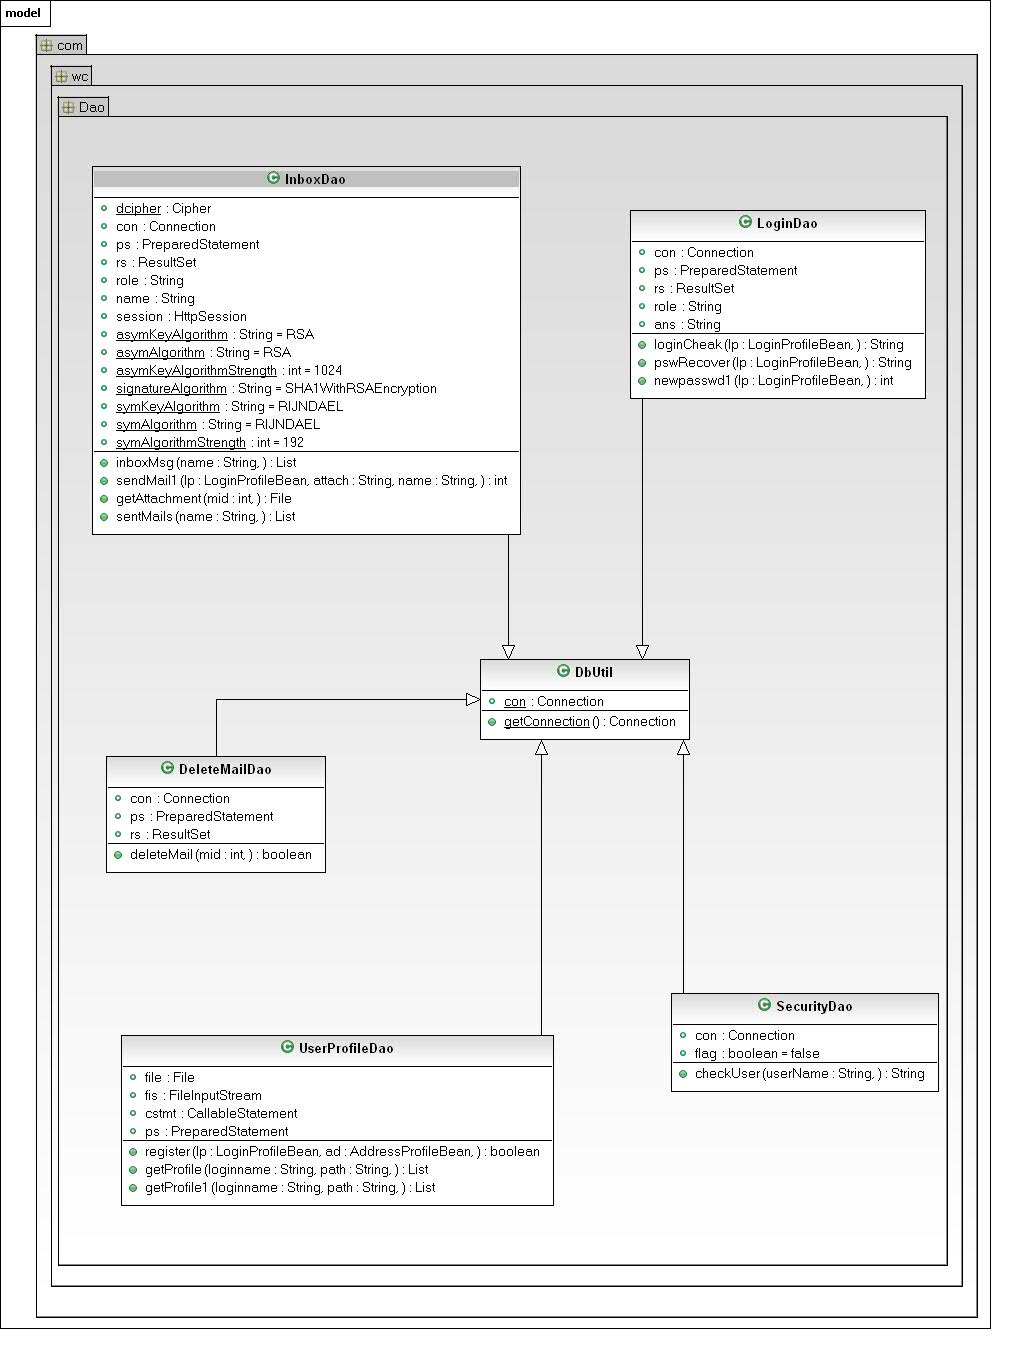 model
com
wc
Dao
InboxDao
dcipher : Cipher
con : Connection
ps : PreparedStatement
rs : ResultSet
role : String
name : String
session : HttpSession
asymKeyAlgorithm : String = RSA
asymAlgorithm : String = RSA
asymKeyAlgorithmStrength : int = 1024
signatureAlgorithm : String = SHA1WithRSAEncryption
symKeyAlgorithm : String = RIJNDAEL
symAlgorithm : String = RIJNDAEL
symAlgorithmStrength : int = 192
inboxMsg(name : String, ) : List
sendMail1(lp : LoginProfileBean, attach : String, name : String, ) : int
getAttachment(mid : int, ) : File
sentMails(name : String, ) : List
LoginDao
con : Connection
ps : PreparedStatement
rs : ResultSet
role : String
ans : String
loginCheak(lp : LoginProfileBean, ) : String
pswRecover(lp : LoginProfileBean, ) : String
newpasswd1(lp : LoginProfileBean, ) : int
DbUtil
con : Connection
getConnection() : Connection
DeleteMailDao
con : Connection
ps : PreparedStatement
rs : ResultSet
deleteMail(mid : int, ) : boolean
SecurityDao
con : Connection
flag : boolean = false
checkUser(userName : String, ) : String
UserProfileDao
file : File
fis : FileInputStream
cstmt : CallableStatement
ps : PreparedStatement
register(lp : LoginProfileBean, ad : AddressProfileBean, ) : boolean
getProfile(loginname : String, path : String, ) : List
getProfile1(loginname : String, path : String, ) : List